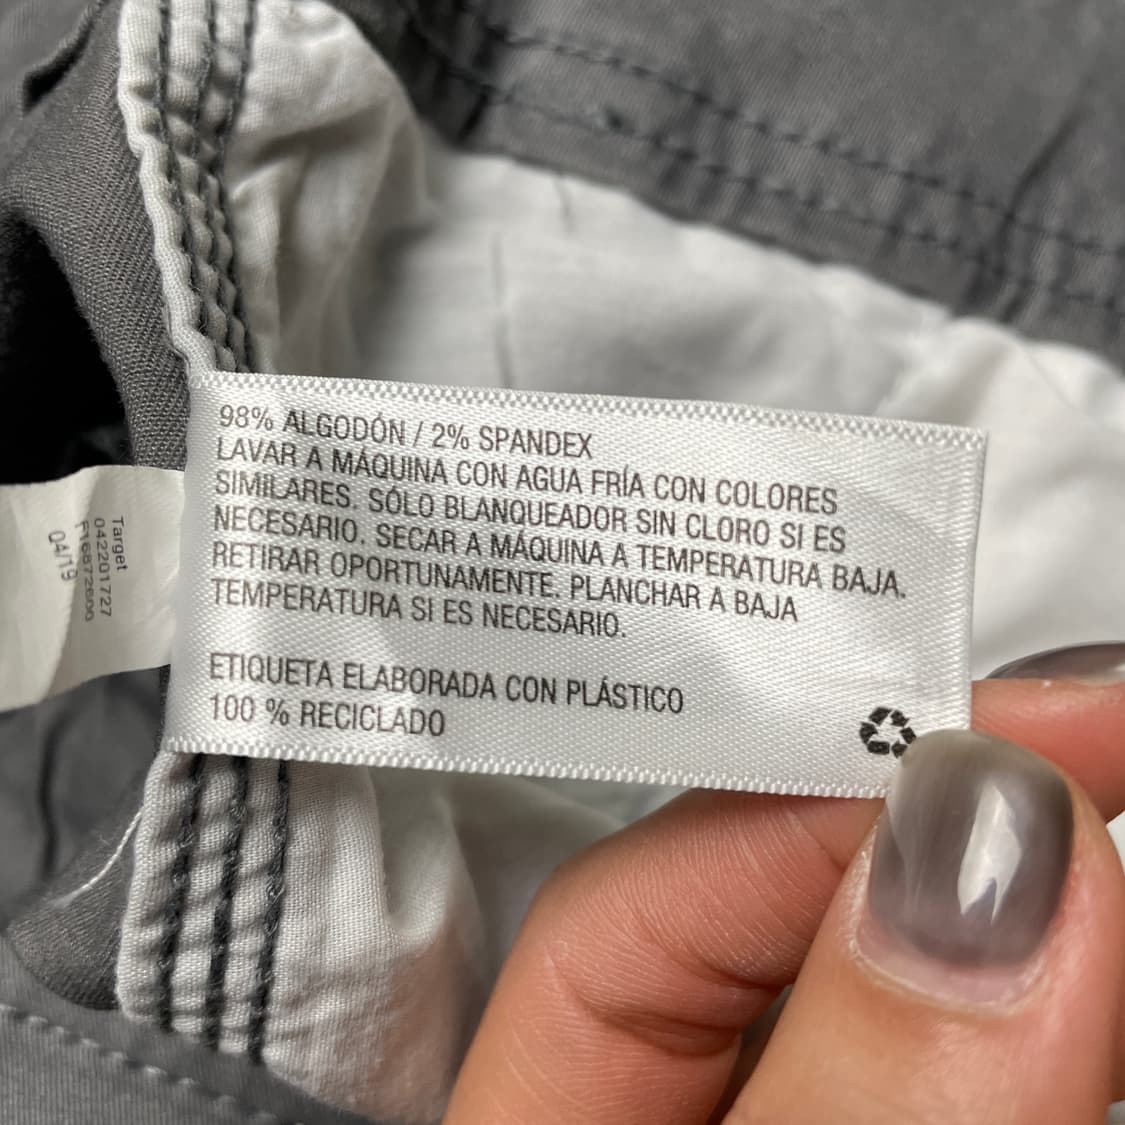 98% ALGODÓN / 2% SPANDEX
LAVAR A MÁQUINA CON AGUA FRÍA CON COLORES
SIMILARES. SÓLO BLANQUEADOR SIN CLORO SI ES
NECESARIO. SECAR A MÁQUINA A TEMPERATURA BAJA.
RETIRAR OPORTUNAMENTE. PLANCHAR A BAJA
TEMPERATURA SI ES NECESARIO.
ETIQUETA ELABORADA CON PLÁSTICO
100 % RECICLADO
Target
042201727
04/19